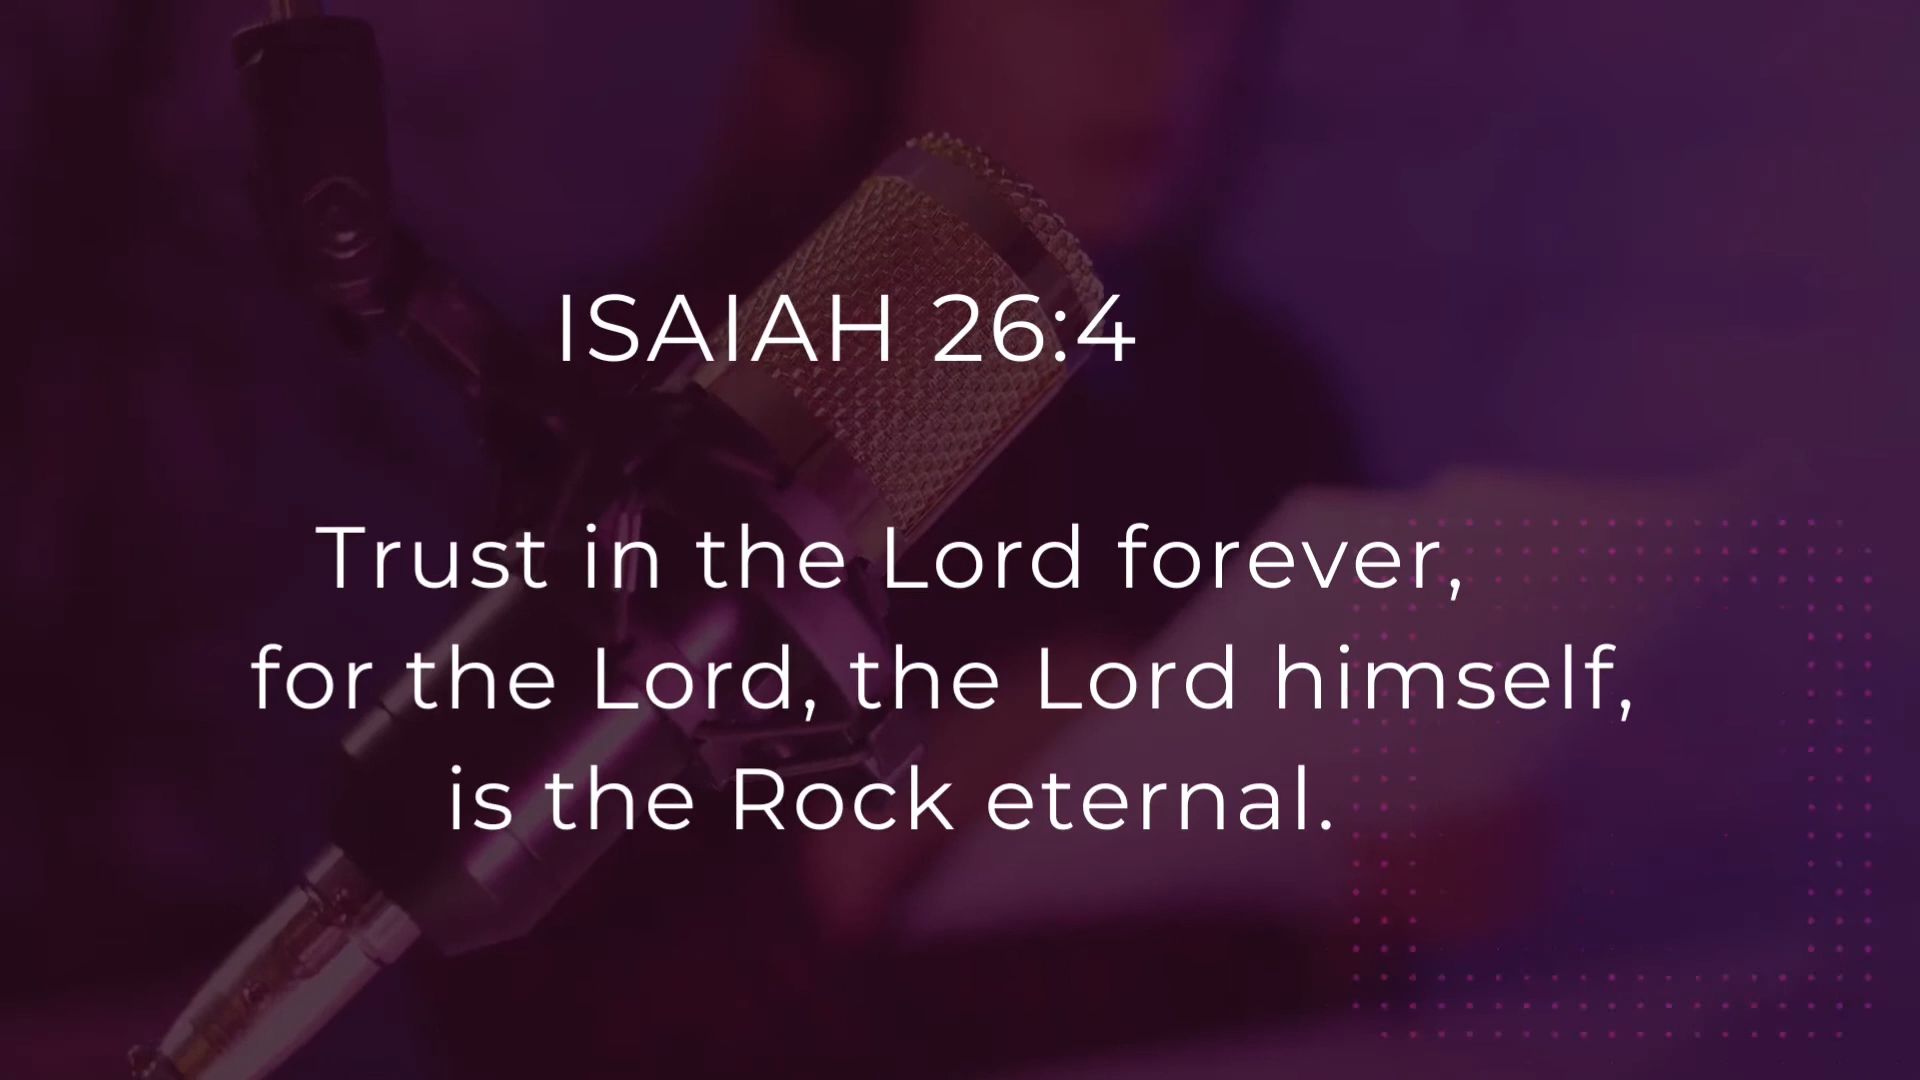 ISAIAH 26:4
Trust in the Lord forever,
for the Lord, the Lord himself,
is the Rock eternal.